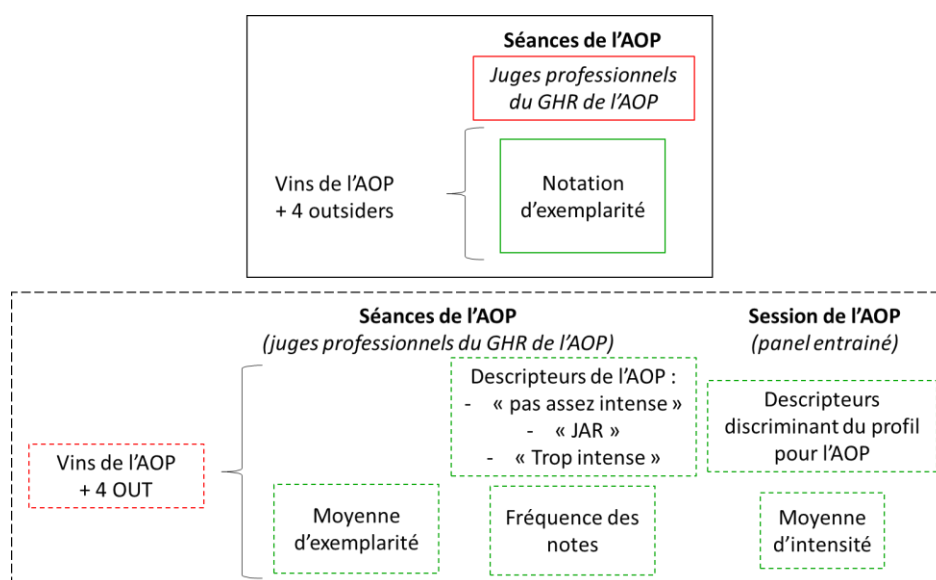 Séances de l’AOP
Juges professionnels
du GHR de l’AOP
Vins de l’AOP
+ 4 outsiders
Notation
d’exemplarité
Séances de l’AOP
(juges professionnels du GHR de l’AOP)
Session de l’AOP
(panel entrainé)
Descripteurs de l’AOP :
- « pas assez intense »
- « JAR »
- « Trop intense »
Descripteurs
discriminant du profil
pour l’AOP
Vins de l’AOP
+ 4 OUT
Moyenne
d’exemplarité
Fréquence des
notes
Moyenne
d’intensité